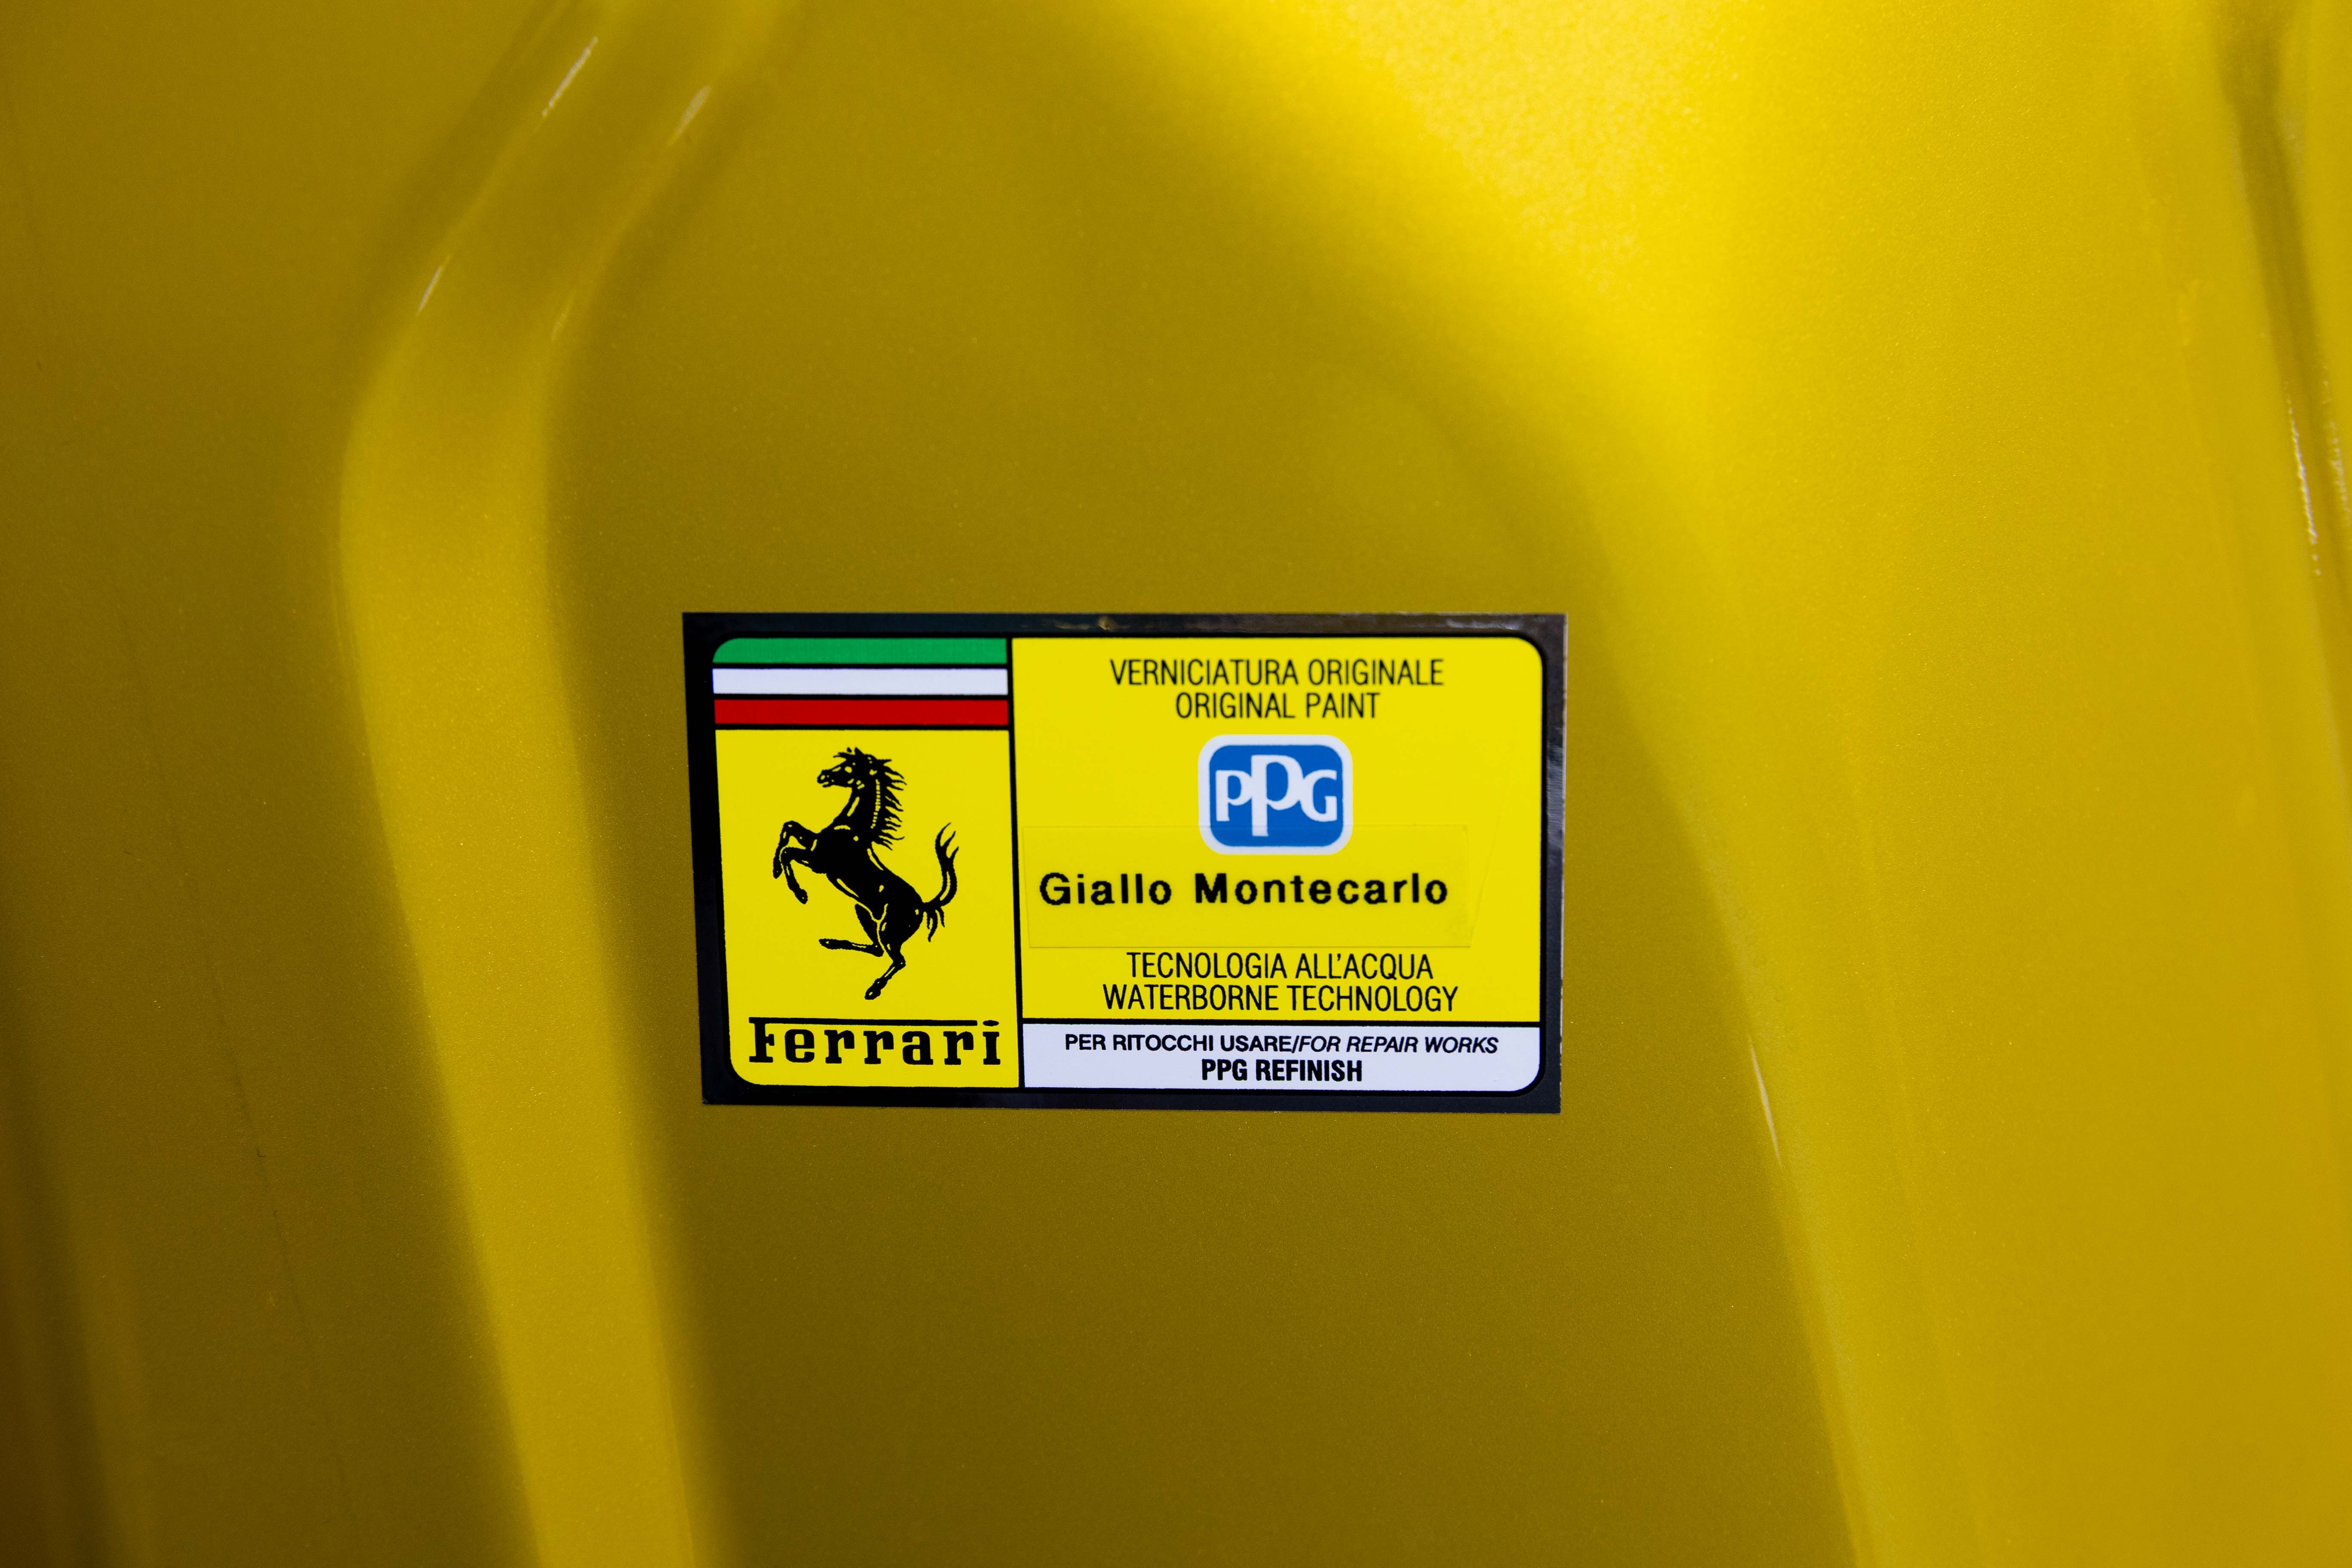 VERNICIATURA ORIGINALE
ORIGINAL PAINT
PPG
Giallo Montecarlo
TECNOLOGIA ALL'ACQUA
WATERBORNE TECHNOLOGY
Ferrari
PER RITOCCHI USARE/FOR REPAIR WORKS
PPG REFINISH